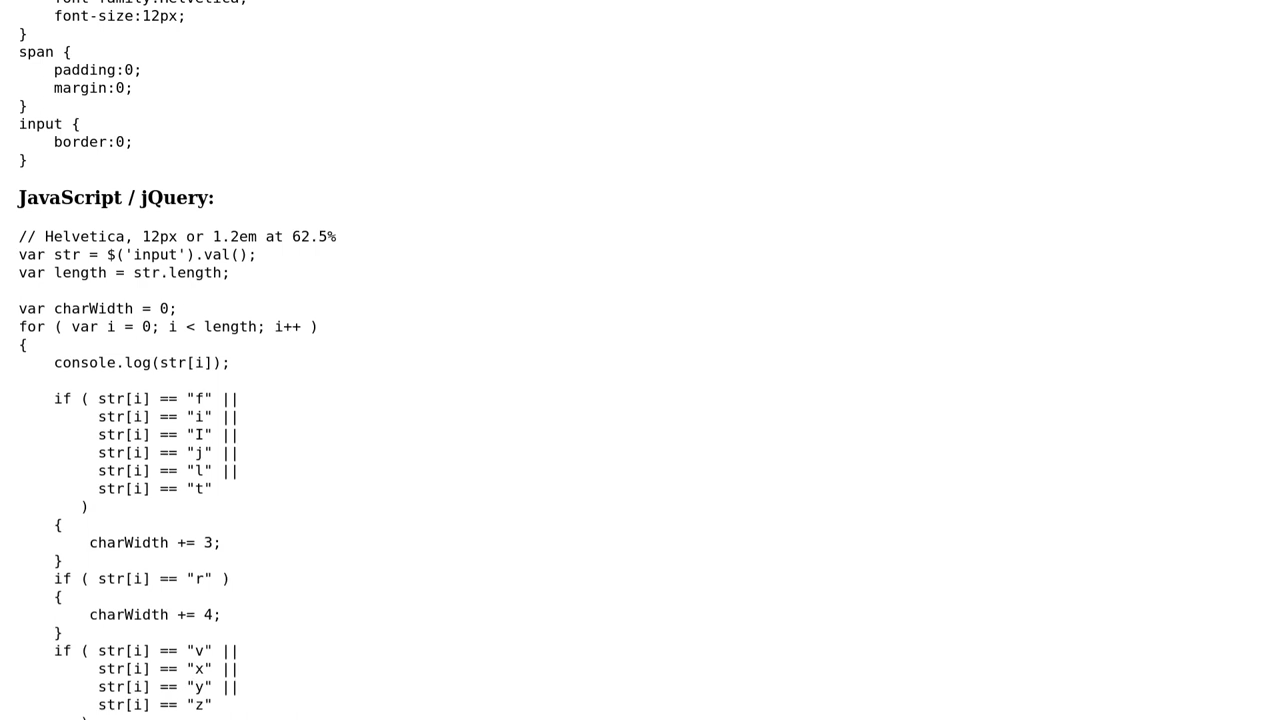 font-family:Helvetica;
font-size:12px;
}
span {
padding:0;
margin:0;
}
input {
border:0;
}
JavaScript / jQuery:
// Helvetica, 12px or 1.2em at 62.5%
var str = $('input').val();
var length = str.length;
var charWidth = 0;
for ( var i = 0; i < length; i++ )
{
console.log(str[i]);
if ( str[i] == "f" ||
str[i] == "i" ||
str[i] == "I" ||
str[i] == "j" ||
str[i] == "l" ||
str[i] == "t"
)
{
charWidth += 3;
}
if ( str[i] == "r" )
{
charWidth += 4;
}
if ( str[i] == "v" ||
str[i] == "x" ||
str[i] == "y" ||
str[i] == "z"
)